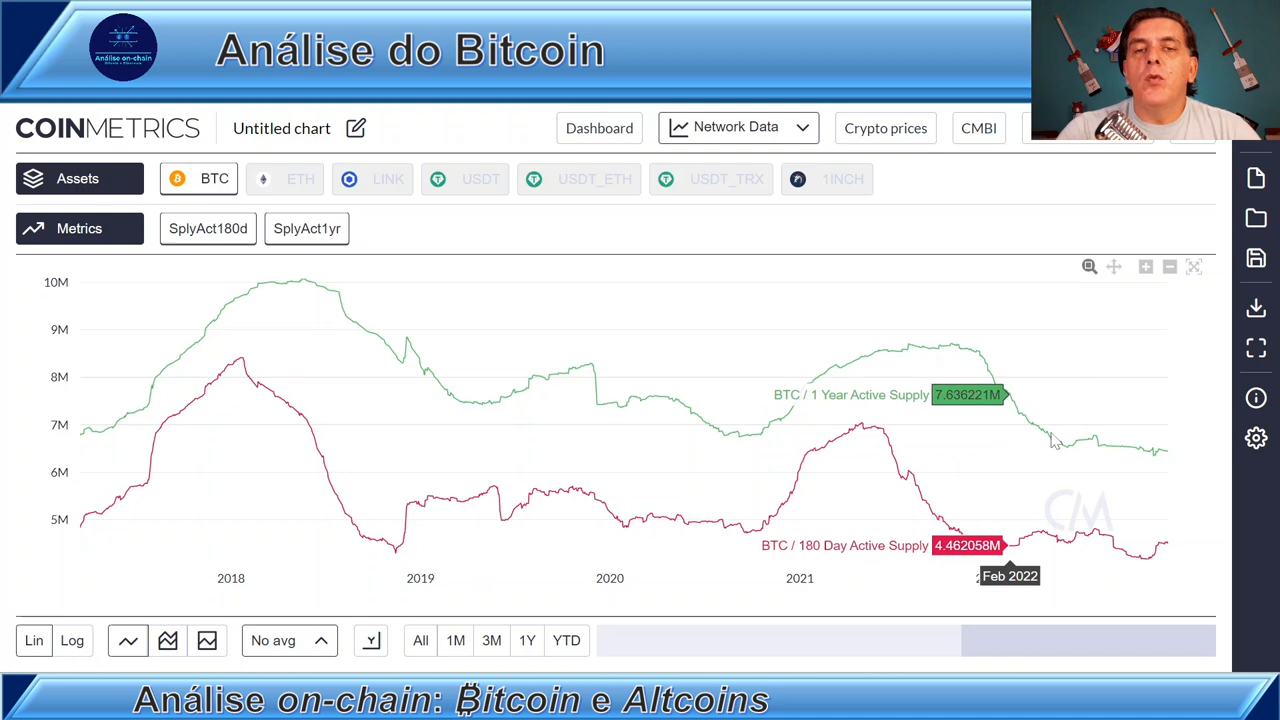 Análise do Bitcoin
Análise on-chain
Bitcoin e Altcoins
COINMETRICS
Untitled chart
Dashboard
Network Data
Crypto prices
CMBI
Assets
BTC
ETH
LINK
USDT
USDT_ETH
USDT_TRX
1INCH
Metrics
SplyAct180d
SplyAct1yr
10M
9M
8M
7M
6M
5M
BTC / 1 Year Active Supply 7.636221M
CM
BTC / 180 Day Active Supply 4.462058M
2018
2019
2020
2021
Feb 2022
Lin
Log
No avg
All
1M
3M
1Y
YTD
Análise on-chain: ₿itcoin e Altcoins